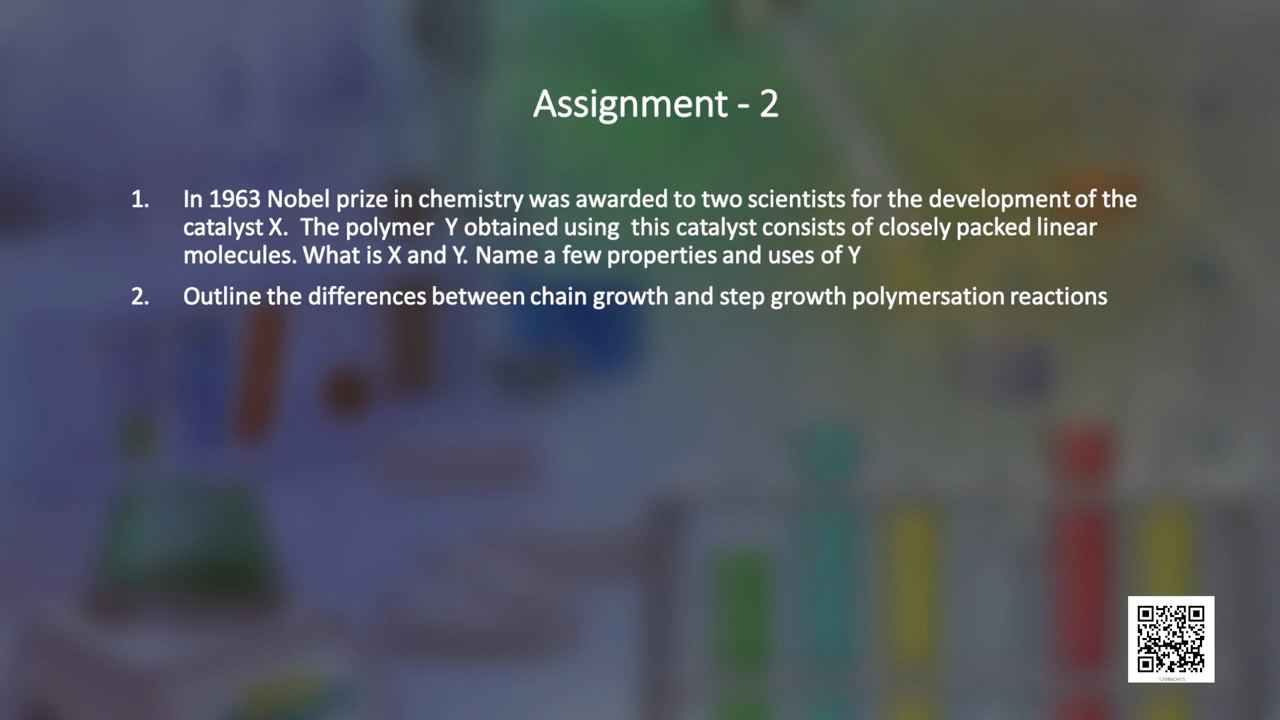 Assignment - 2
1. In 1963 Nobel prize in chemistry was awarded to two scientists for the development of the
catalyst X. The polymer Y obtained using this catalyst consists of closely packed linear
molecules. What is X and Y. Name a few properties and uses of Y
2. Outline the differences between chain growth and step growth polymersation reactions